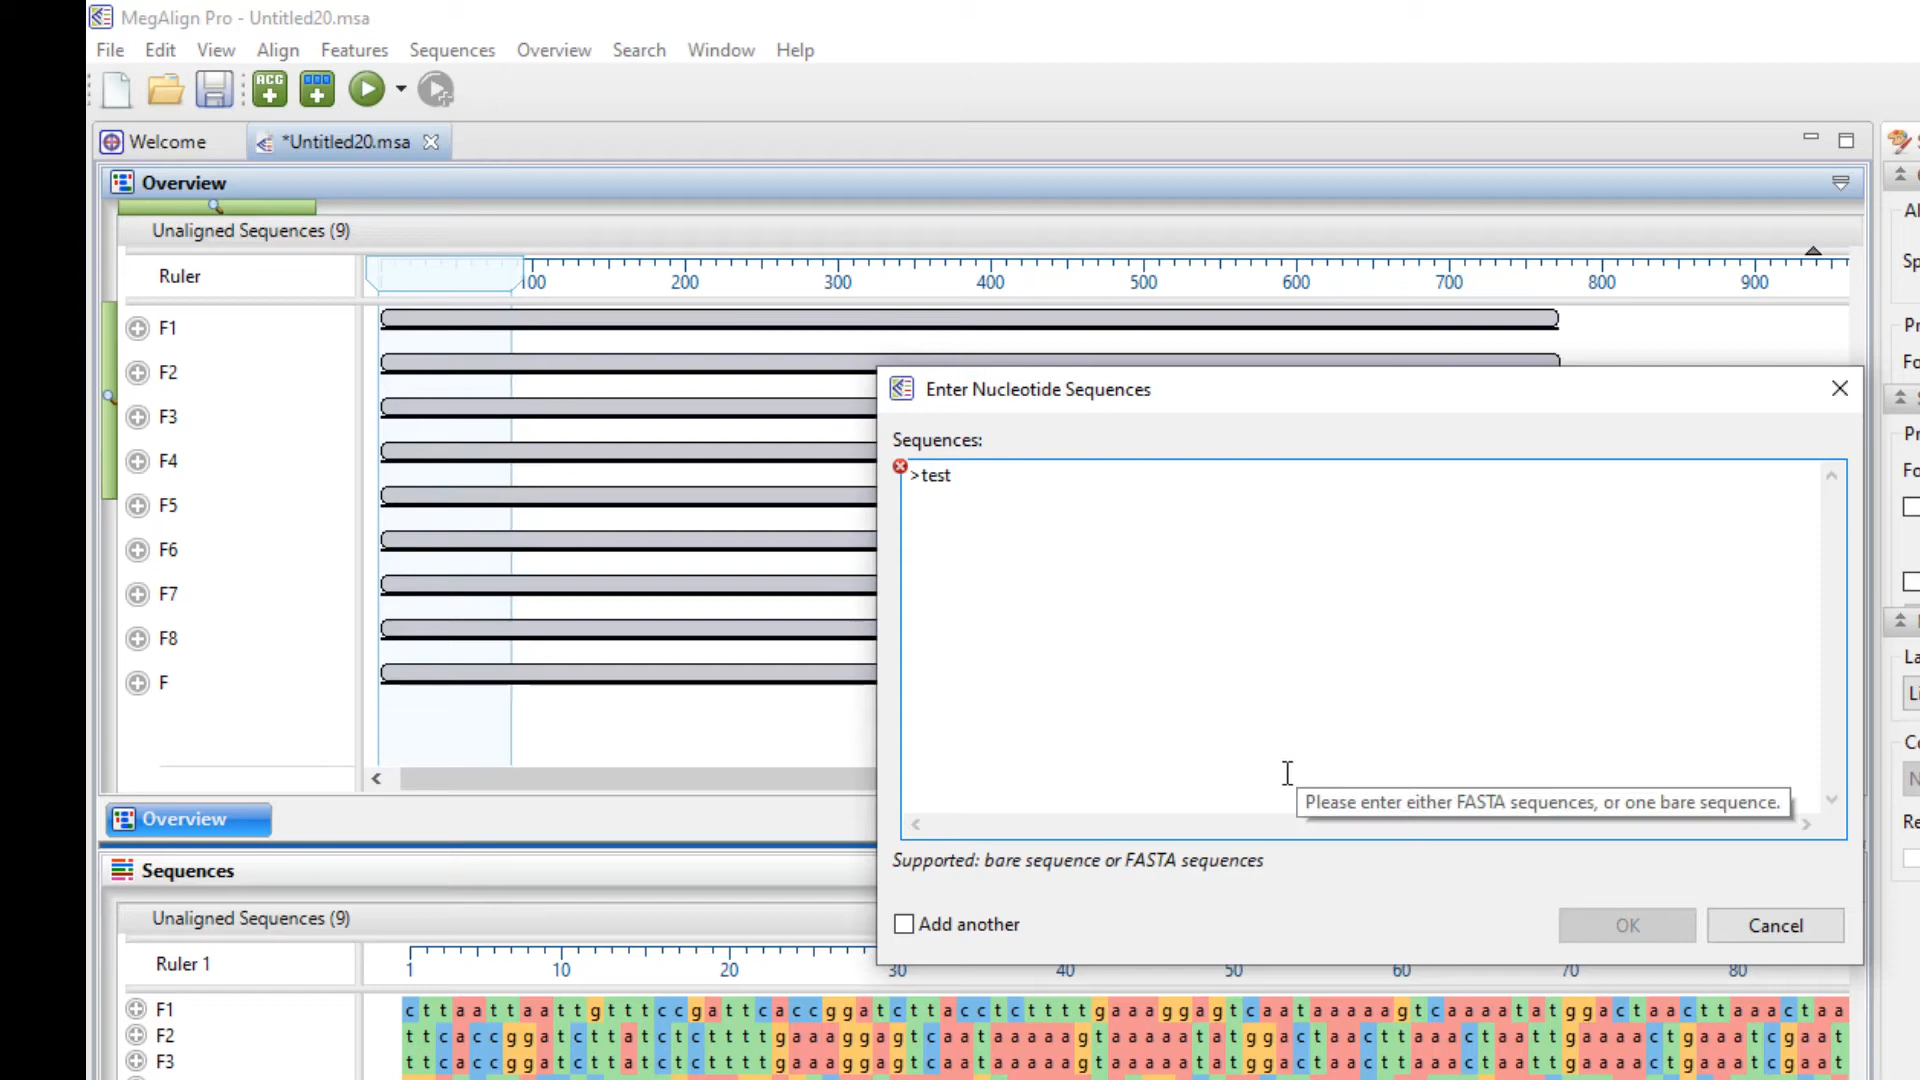 MegAlign Pro - Untitled20.msa
File Edit View Align Features Sequences Overview Search Window Help
ACG
Welcome
*Untitled20.msa
Overview
Unaligned Sequences (9)
Ruler
100 200 300 400 500 600 700 800 900
F1
F2
F3
F4
F5
F6
F7
F8
F
Enter Nucleotide Sequences
Sequences:
>test
Please enter either FASTA sequences, or one bare sequence.
Supported: bare sequence or FASTA sequences
Add another
OK
Cancel
Overview
Sequences
Unaligned Sequences (9)
Ruler 1
1 10 20 30 40 50 60 70 80
F1 cttaattaattgtttccgattcaccggatcttacctcttttgaaaggagtcaataaaaagtcaaaatatggactaacttaaactaa
F2 ttcaccggatcttatctcttttgaaaggagtcaataaaaagtaaaaatatggactaacttaaactaattgaaaactgaaatcgaat
F3 ttcaccggatcttatctcttttgaaaggagtcaataaaaagtaaaaatatggactaacttaaactaattgaaaactgaaatcgaat